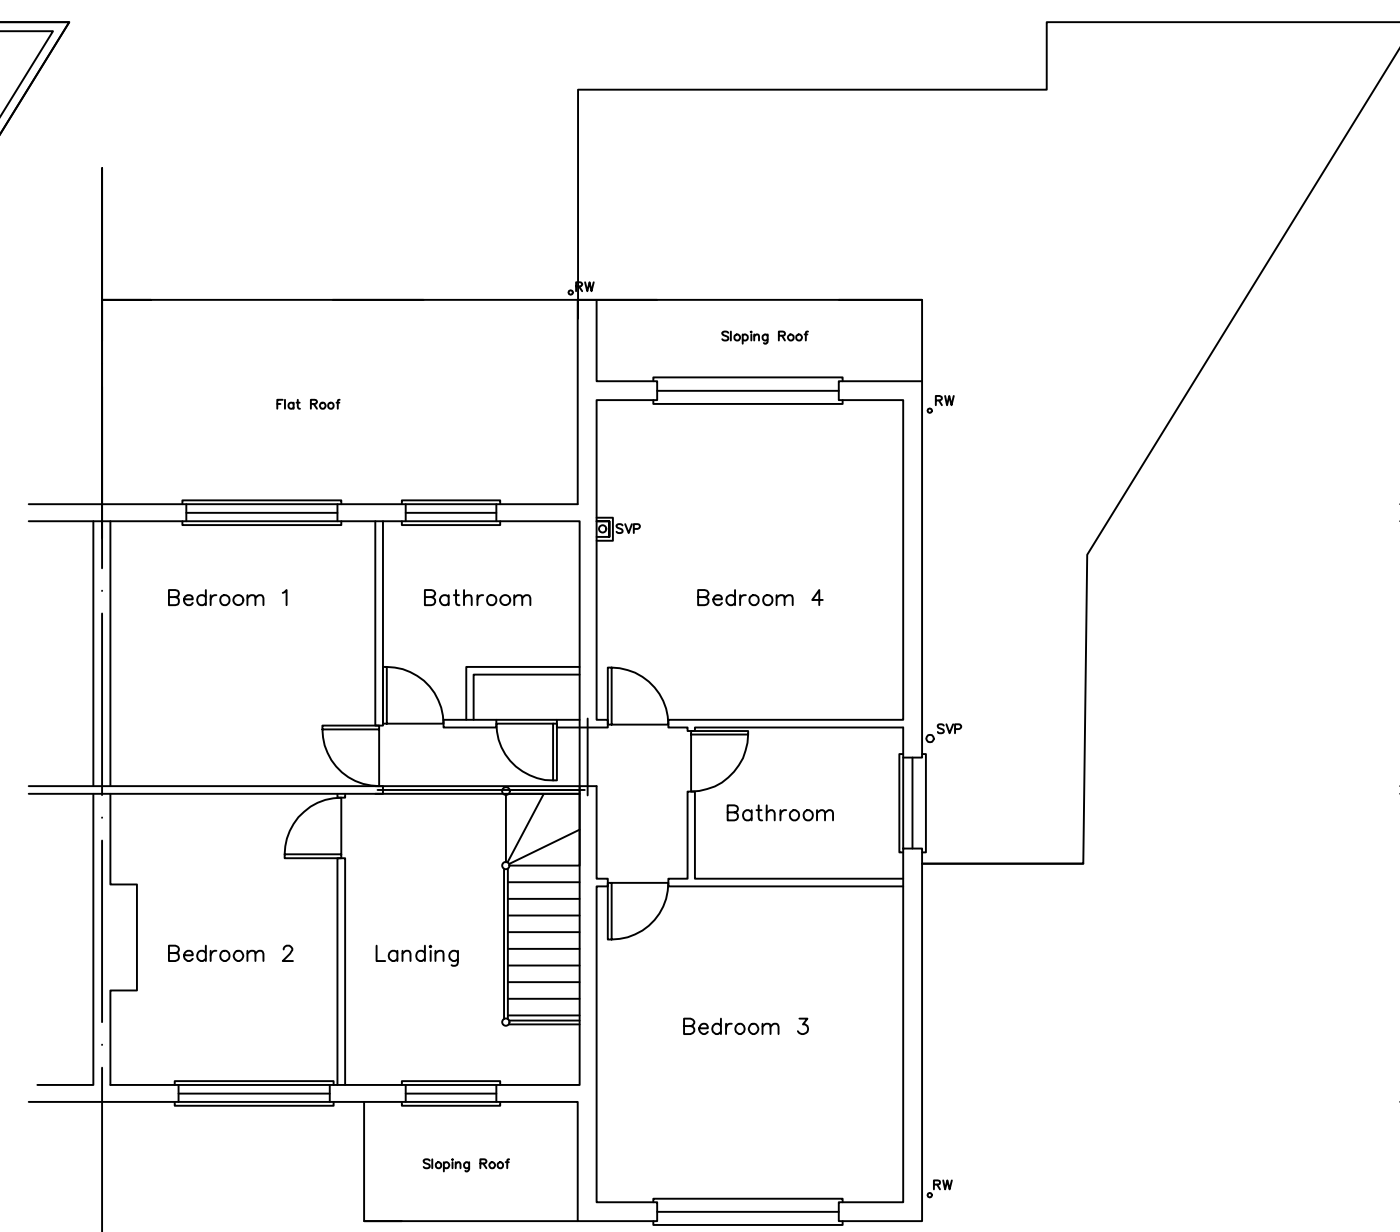 RW
Sloping Roof
Flat Roof
RW
SVP
Bedroom 1
Bathroom
Bedroom 4
SVP
Bathroom
Bedroom 2
Landing
Bedroom 3
Sloping Roof
RW